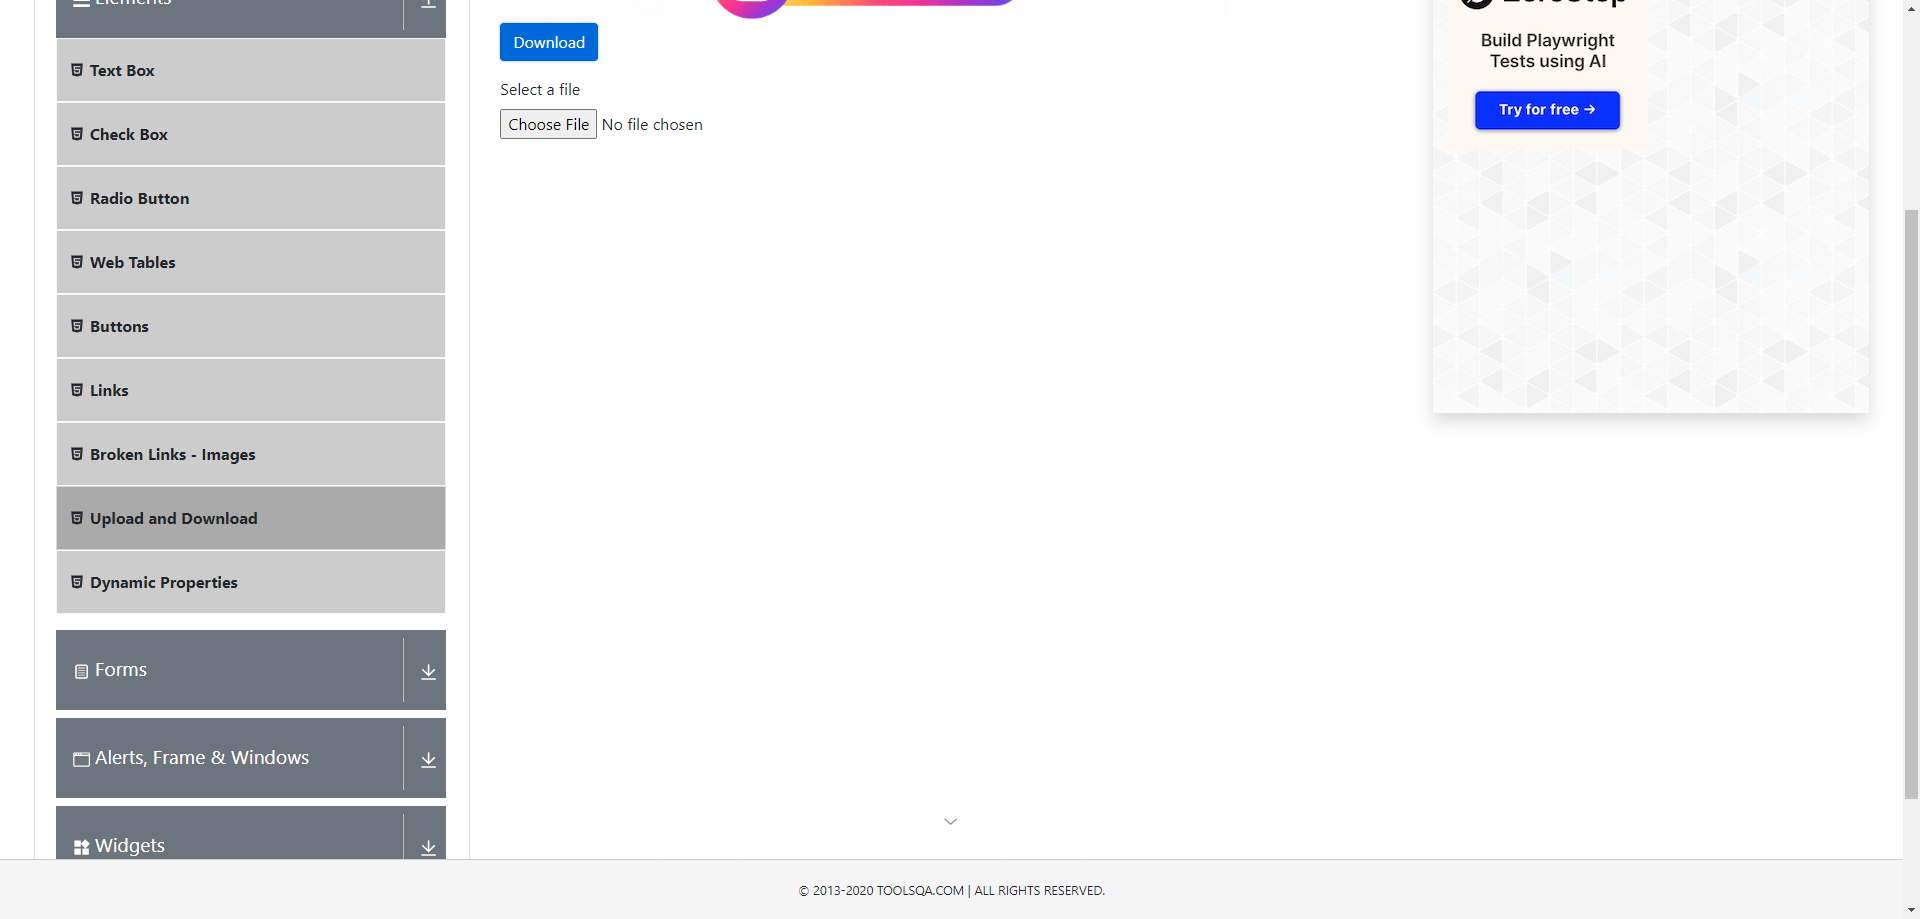 Elements
Text Box
Check Box
Radio Button
Web Tables
Buttons
Links
Broken Links - Images
Upload and Download
Dynamic Properties
Forms
Alerts, Frame & Windows
Widgets
Download
Select a file
Choose File No file chosen
ZeroStep
Build Playwright
Tests using AI
Try for free →
© 2013-2020 TOOLSQA.COM | ALL RIGHTS RESERVED.